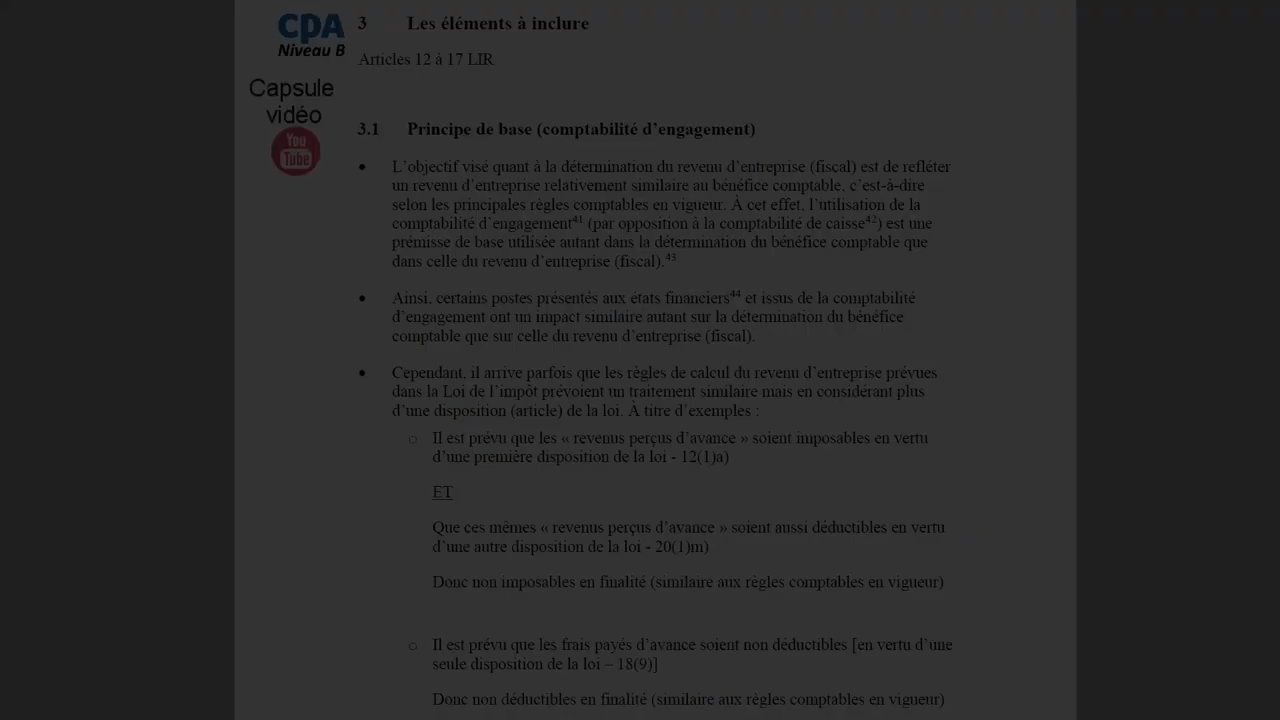 CPA
Niveau B
Capsule
vidéo
You
Tube
3 Les éléments à inclure
Articles 12 à 17 LIR
3.1 Principe de base (comptabilité d’engagement)
• L’objectif visé quant à la détermination du revenu d’entreprise (fiscal) est de refléter
un revenu d’entreprise relativement similaire au bénéfice comptable, c’est-à-dire
selon les principales règles comptables en vigueur. À cet effet, l’utilisation de la
comptabilité d’engagement41 (par opposition à la comptabilité de caisse42) est une
prémisse de base utilisée autant dans la détermination du bénéfice comptable que
dans celle du revenu d’entreprise (fiscal).43
• Ainsi, certains postes présentés aux états financiers44 et issus de la comptabilité
d’engagement ont un impact similaire autant sur la détermination du bénéfice
comptable que sur celle du revenu d’entreprise (fiscal).
• Cependant, il arrive parfois que les règles de calcul du revenu d’entreprise prévues
dans la Loi de l’impôt prévoient un traitement similaire mais en considérant plus
d’une disposition (article) de la loi. À titre d’exemples :
○ Il est prévu que les « revenus perçus d’avance » soient imposables en vertu
d’une première disposition de la loi - 12(1)a)
ET
Que ces mêmes « revenus perçus d’avance » soient aussi déductibles en vertu
d’une autre disposition de la loi - 20(1)m)
Donc non imposables en finalité (similaire aux règles comptables en vigueur)
○ Il est prévu que les frais payés d’avance soient non déductibles [en vertu d’une
seule disposition de la loi – 18(9)]
Donc non déductibles en finalité (similaire aux règles comptables en vigueur)